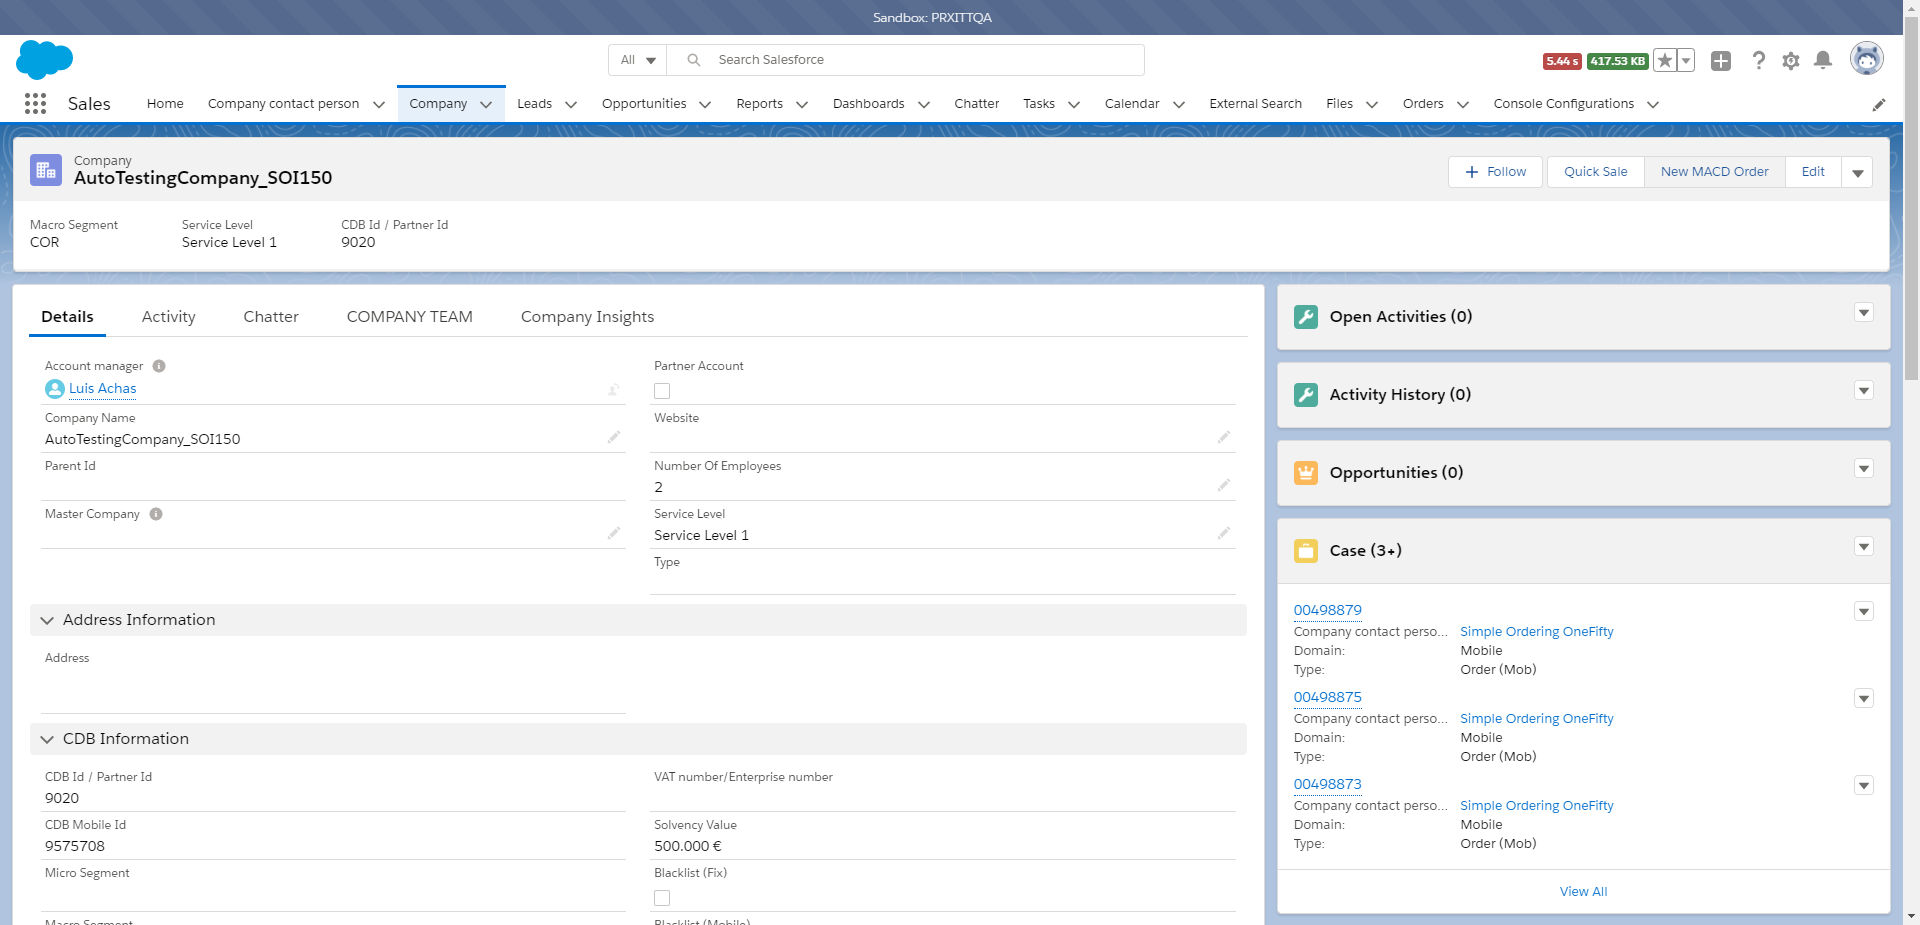 Sandbox: PRXITTQA
All
Search Salesforce
5.44 s
417.53 KB
Sales
Home
Company contact person
Company
Leads
Opportunities
Reports
Dashboards
Chatter
Tasks
Calendar
External Search
Files
Orders
Console Configurations
Company
AutoTestingCompany_SOI150
Follow
Quick Sale
New MACD Order
Edit
Macro Segment
COR
Service Level
Service Level 1
CDB Id / Partner Id
9020
Details
Activity
Chatter
COMPANY TEAM
Company Insights
Account manager
Luis Achas
Partner Account
Company Name
AutoTestingCompany_SOI150
Website
Parent Id
Number Of Employees
2
Master Company
Service Level
Service Level 1
Type
Address Information
Address
CDB Information
CDB Id / Partner Id
9020
VAT number/Enterprise number
CDB Mobile Id
9575708
Solvency Value
500.000 €
Micro Segment
Blacklist (Fix)
Macro Segment
Blacklist (Mobile)
Open Activities (0)
Activity History (0)
Opportunities (0)
Case (3+)
00498879
Company contact perso... Simple Ordering OneFifty
Domain: Mobile
Type: Order (Mob)
00498875
Company contact perso... Simple Ordering OneFifty
Domain: Mobile
Type: Order (Mob)
00498873
Company contact perso... Simple Ordering OneFifty
Domain: Mobile
Type: Order (Mob)
View All